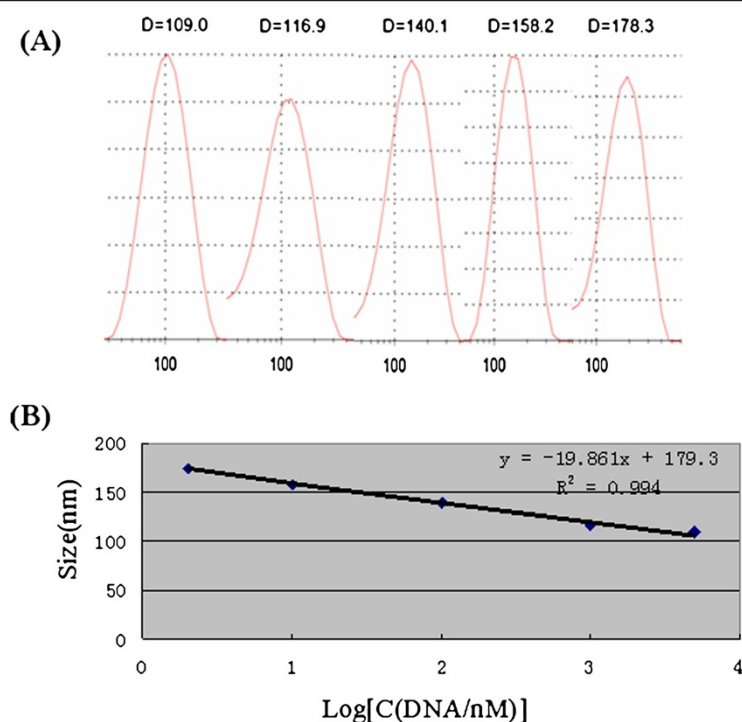 (A)
D=109.0 D=116.9 D=140.1 D=158.2 D=178.3
100 100 100 100 100
(B)
200
150
100
50
0
y = -19.861x + 179.3
R² = 0.994
Size(nm)
0 1 2 3 4
Log[C(DNA/nM)]